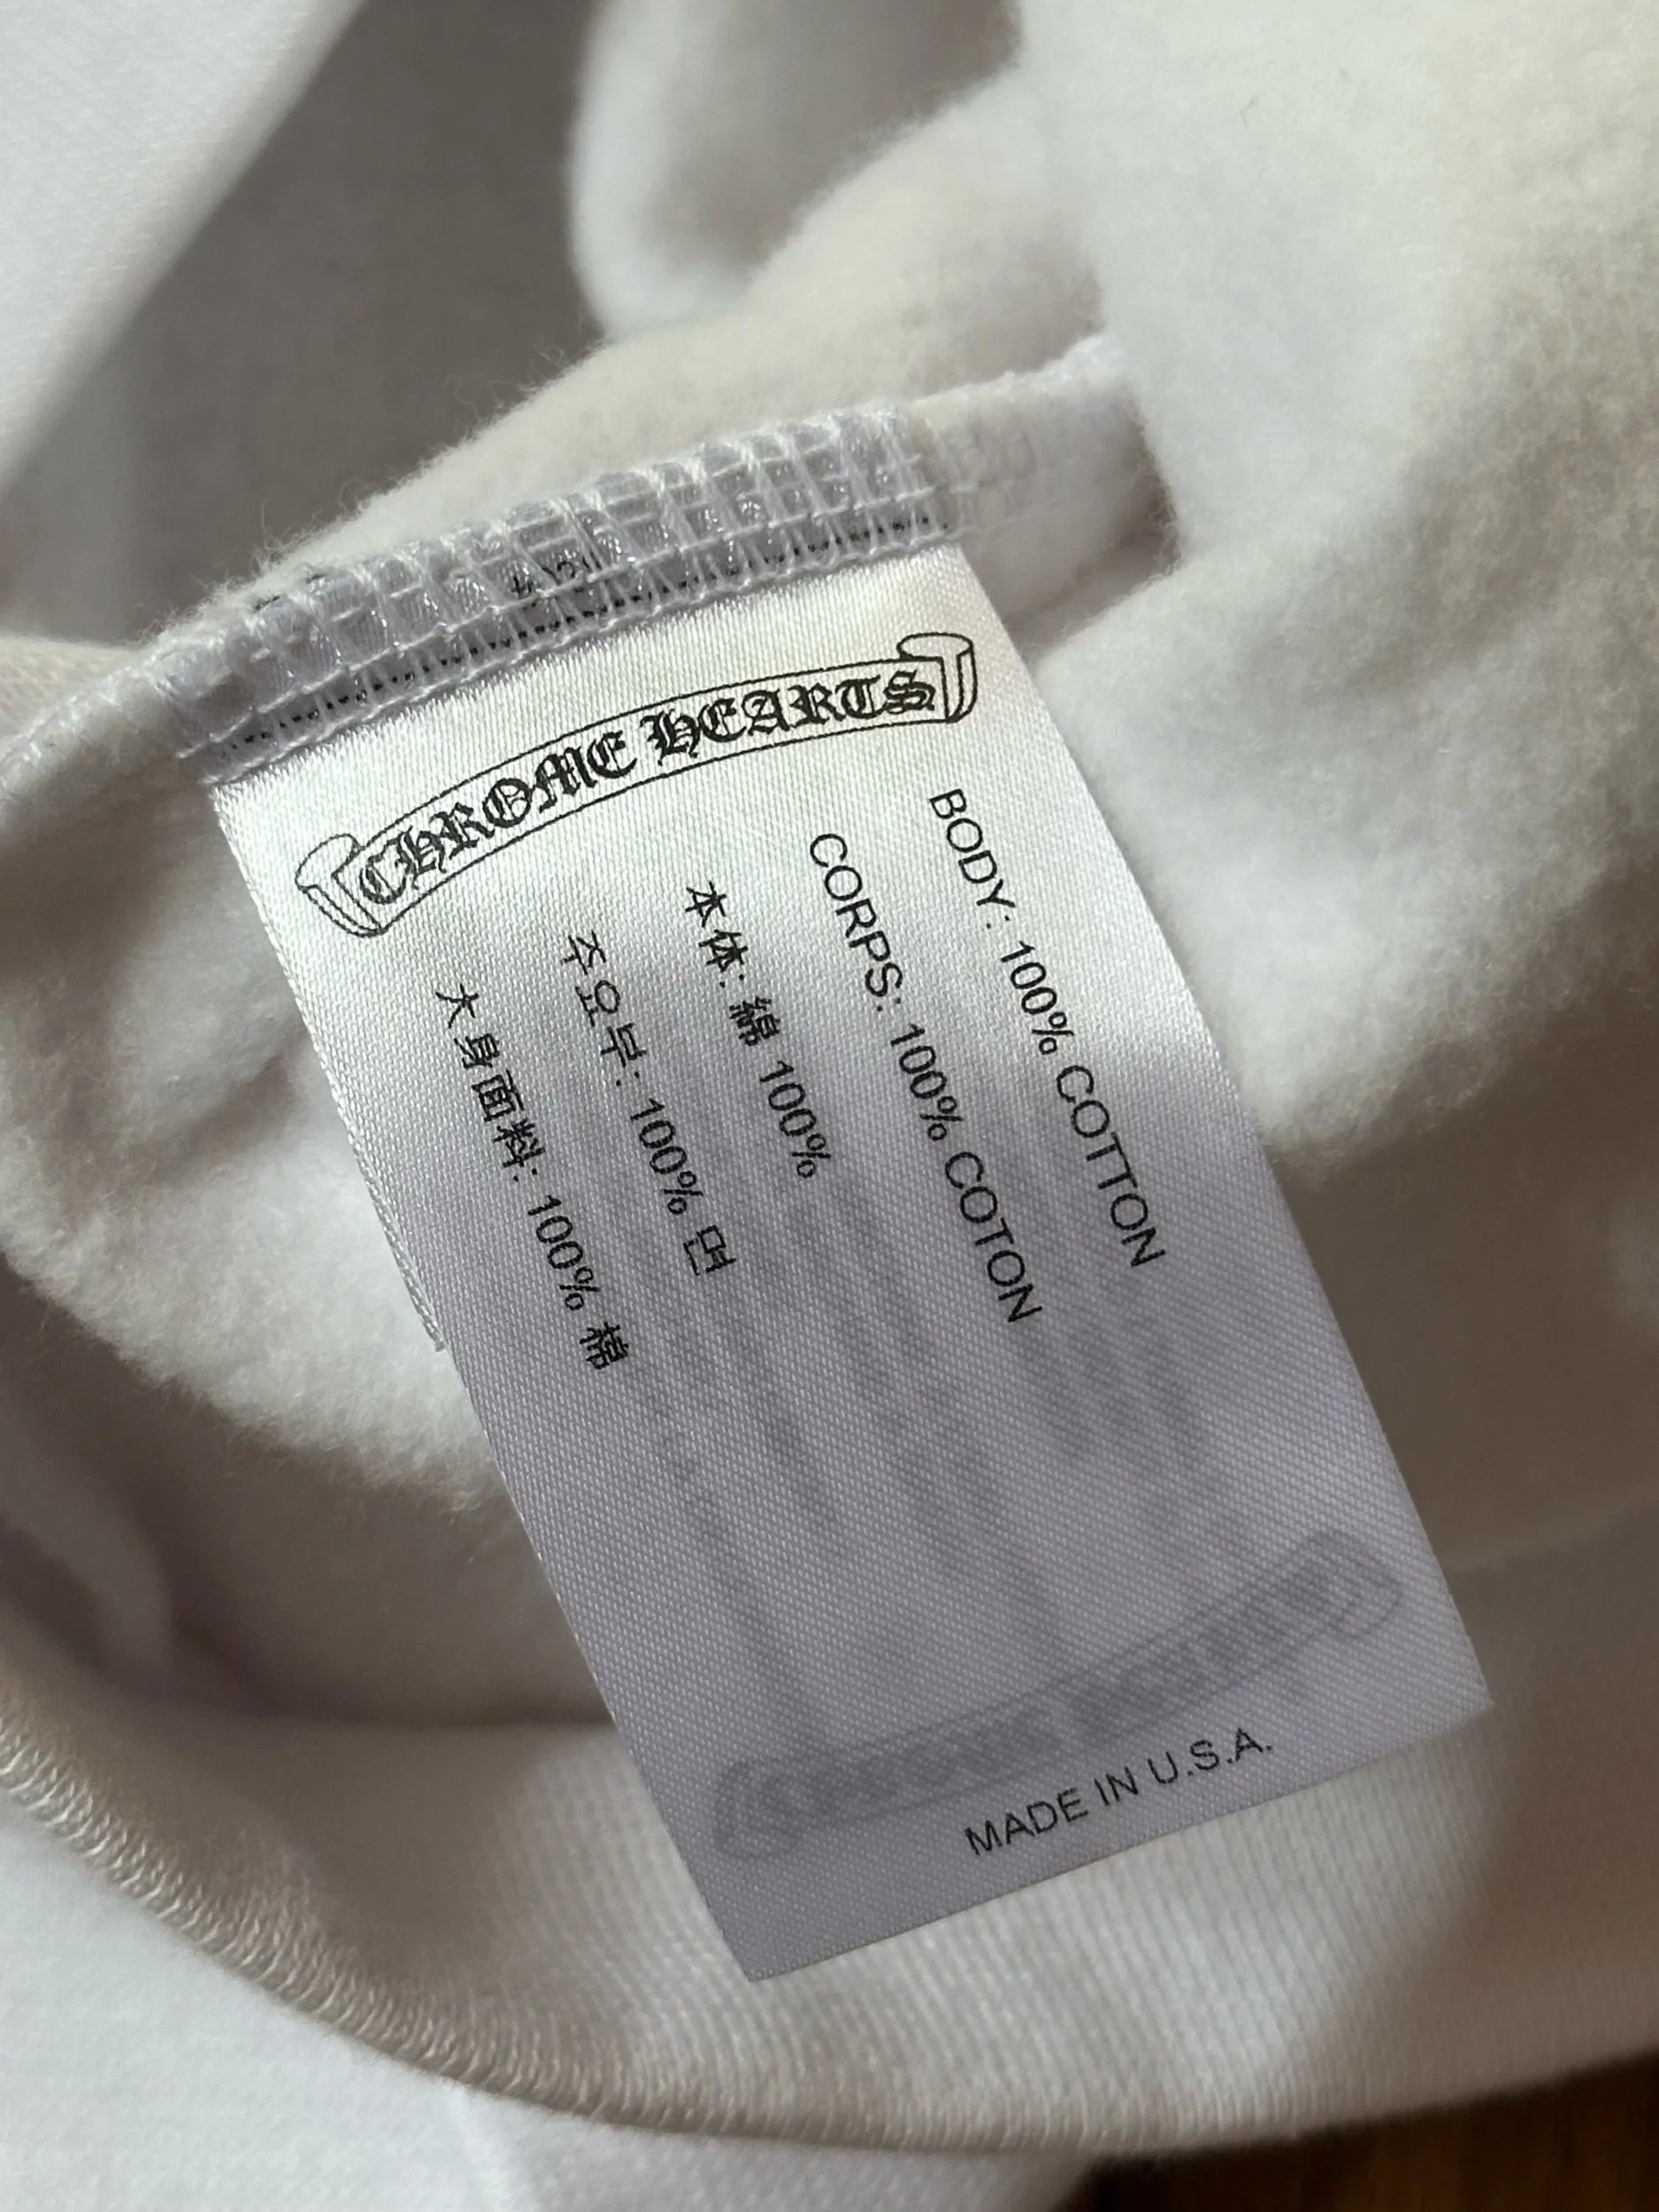 CHROME HEARTS
BODY: 100% COTTON
CORPS: 100% COTON
本体: 綿 100%
주요부: 100% 면
大身面料: 100% 棉
MADE IN U.S.A.